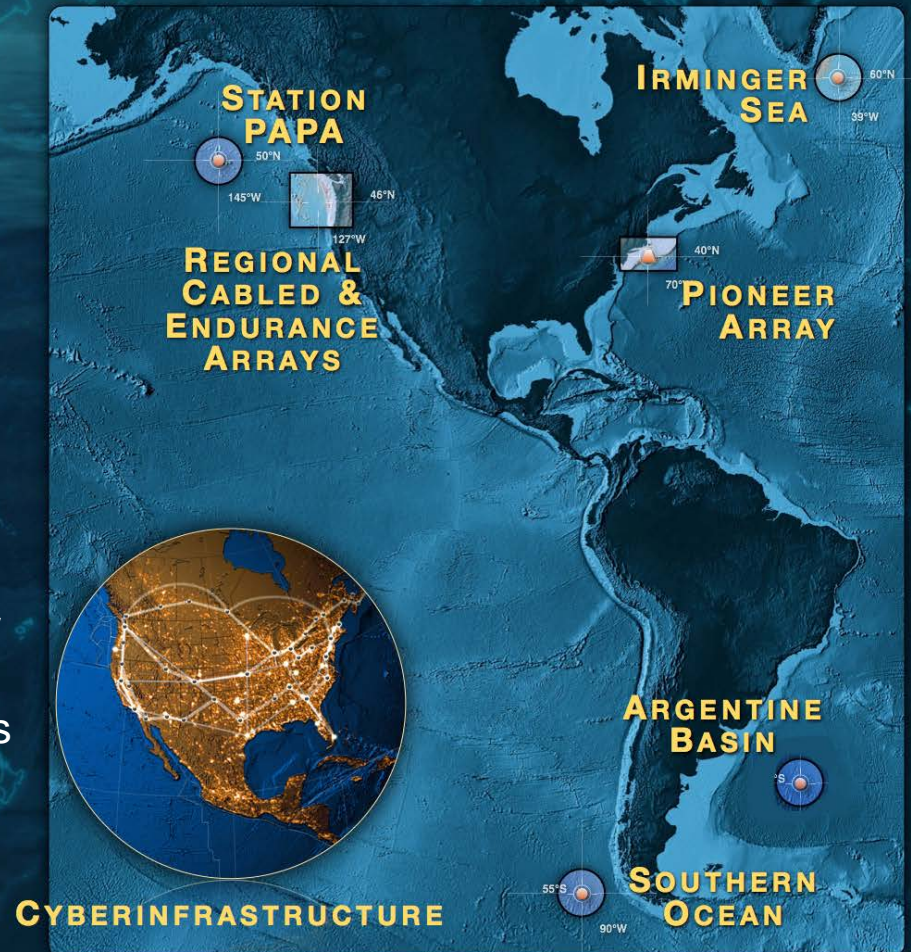 STATION
PAPA
50°N
145°W
46°N
127°W
REGIONAL
CABLED &
ENDURANCE
ARRAYS
IRMINGER
SEA
60°N
39°W
40°N
70°
PIONEER
ARRAY
ARGENTINE
BASIN
°S
55°S
90°W
SOUTHERN
OCEAN
CYBERINFRASTRUCTURE